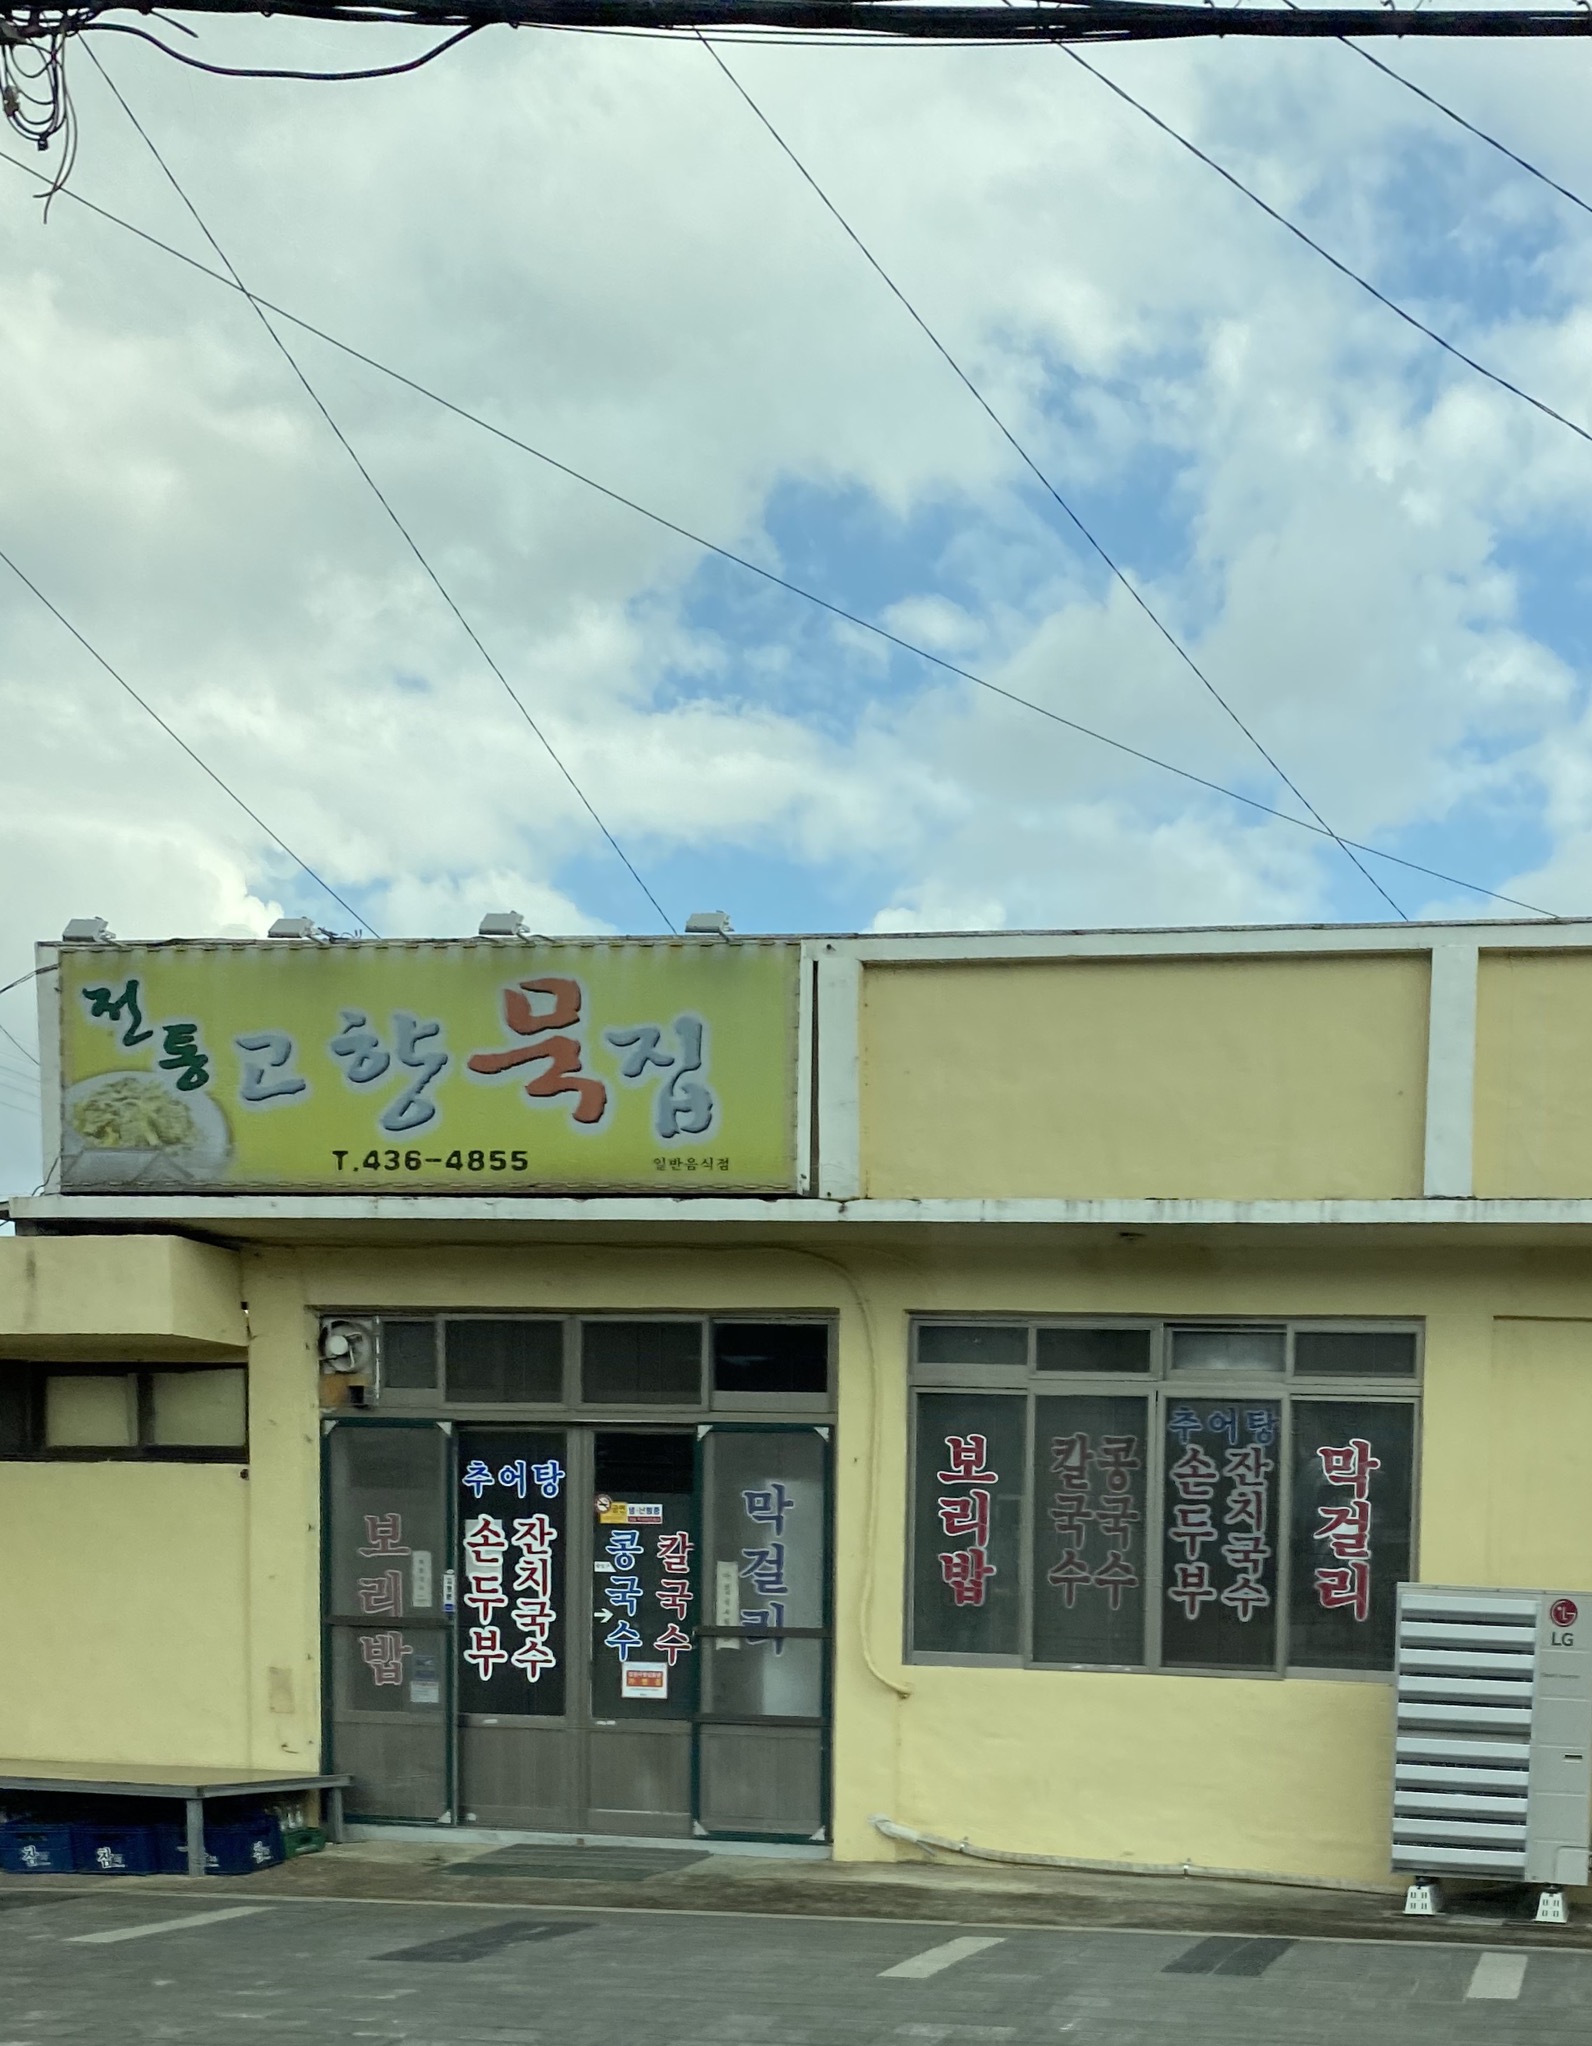 전통 고향묵집
T.436-4855
일반음식점
보리밥
추어탕
손두부
잔치국수
콩국수
칼국수
막걸리
보리밥
칼국수
콩국수
추어탕
손두부
잔치국수
막걸리
LG
참
참